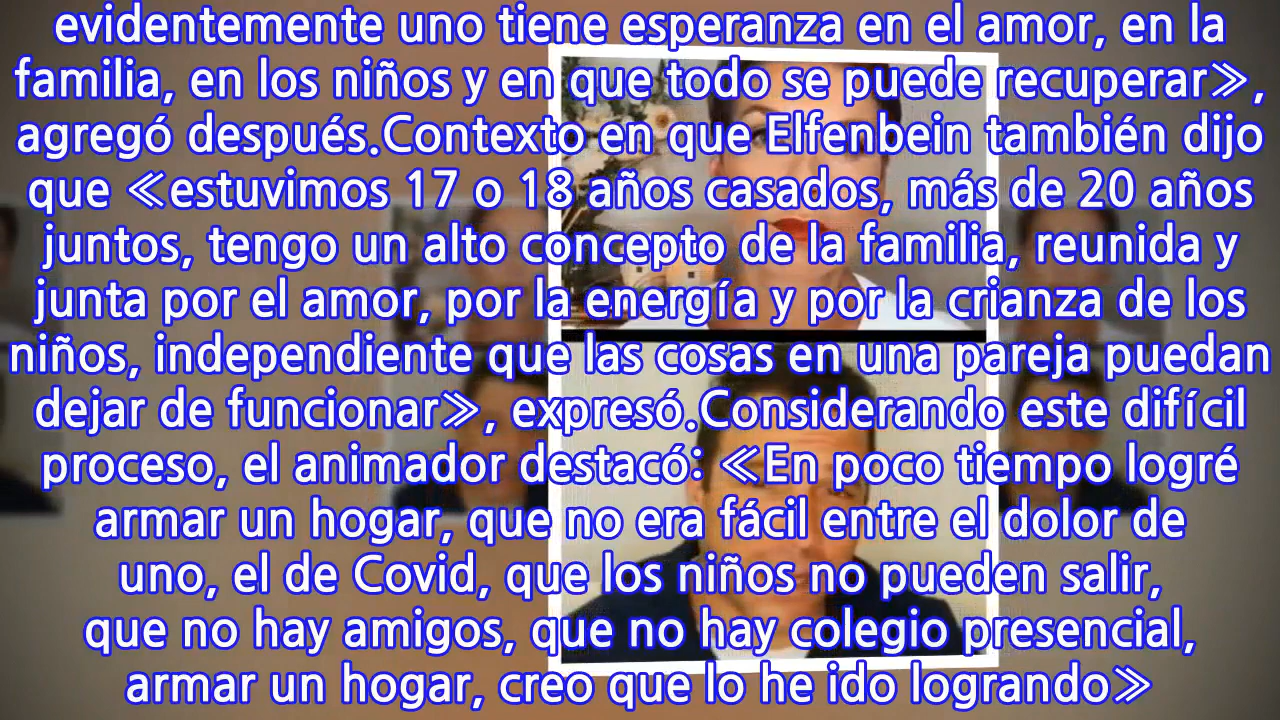 evidentemente uno tiene esperanza en el amor, en la
familia, en los niños y en que todo se puede recuperar≫,
agregó después.Contexto en que Elfenbein también dijo
que ≪estuvimos 17 o 18 años casados, más de 20 años
juntos, tengo un alto concepto de la familia, reunida y
junta por el amor, por la energía y por la crianza de los
niños, independiente que las cosas en una pareja puedan
dejar de funcionar≫, expresó.Considerando este difícil
proceso, el animador destacó: ≪En poco tiempo logré
armar un hogar, que no era fácil entre el dolor de
uno, el de Covid, que los niños no pueden salir,
que no hay amigos, que no hay colegio presencial,
armar un hogar, creo que lo he ido logrando≫